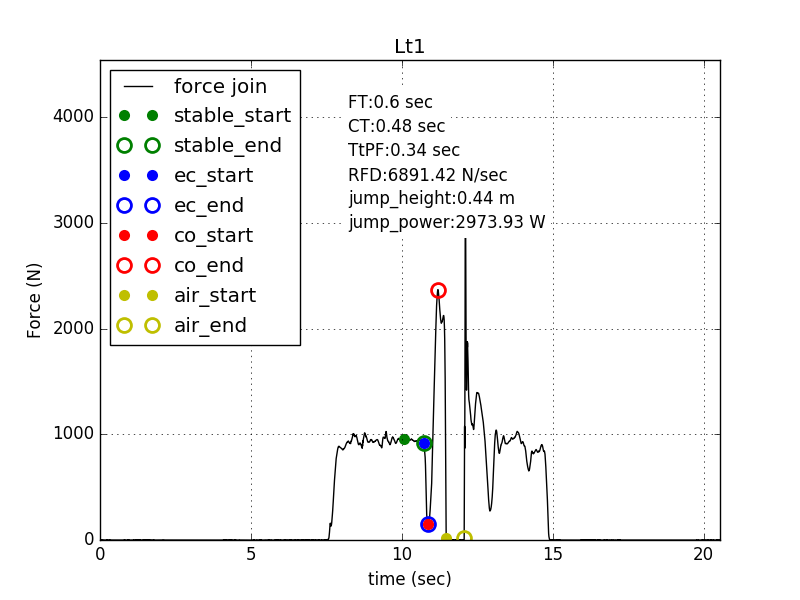 Lt1
force join
stable_start
stable_end
ec_start
ec_end
co_start
co_end
air_start
air_end
FT:0.6 sec
CT:0.48 sec
TtPF:0.34 sec
RFD:6891.42 N/sec
jump_height:0.44 m
jump_power:2973.93 W
Force (N)
4000
3000
2000
1000
0
0 5 10 15 20
time (sec)